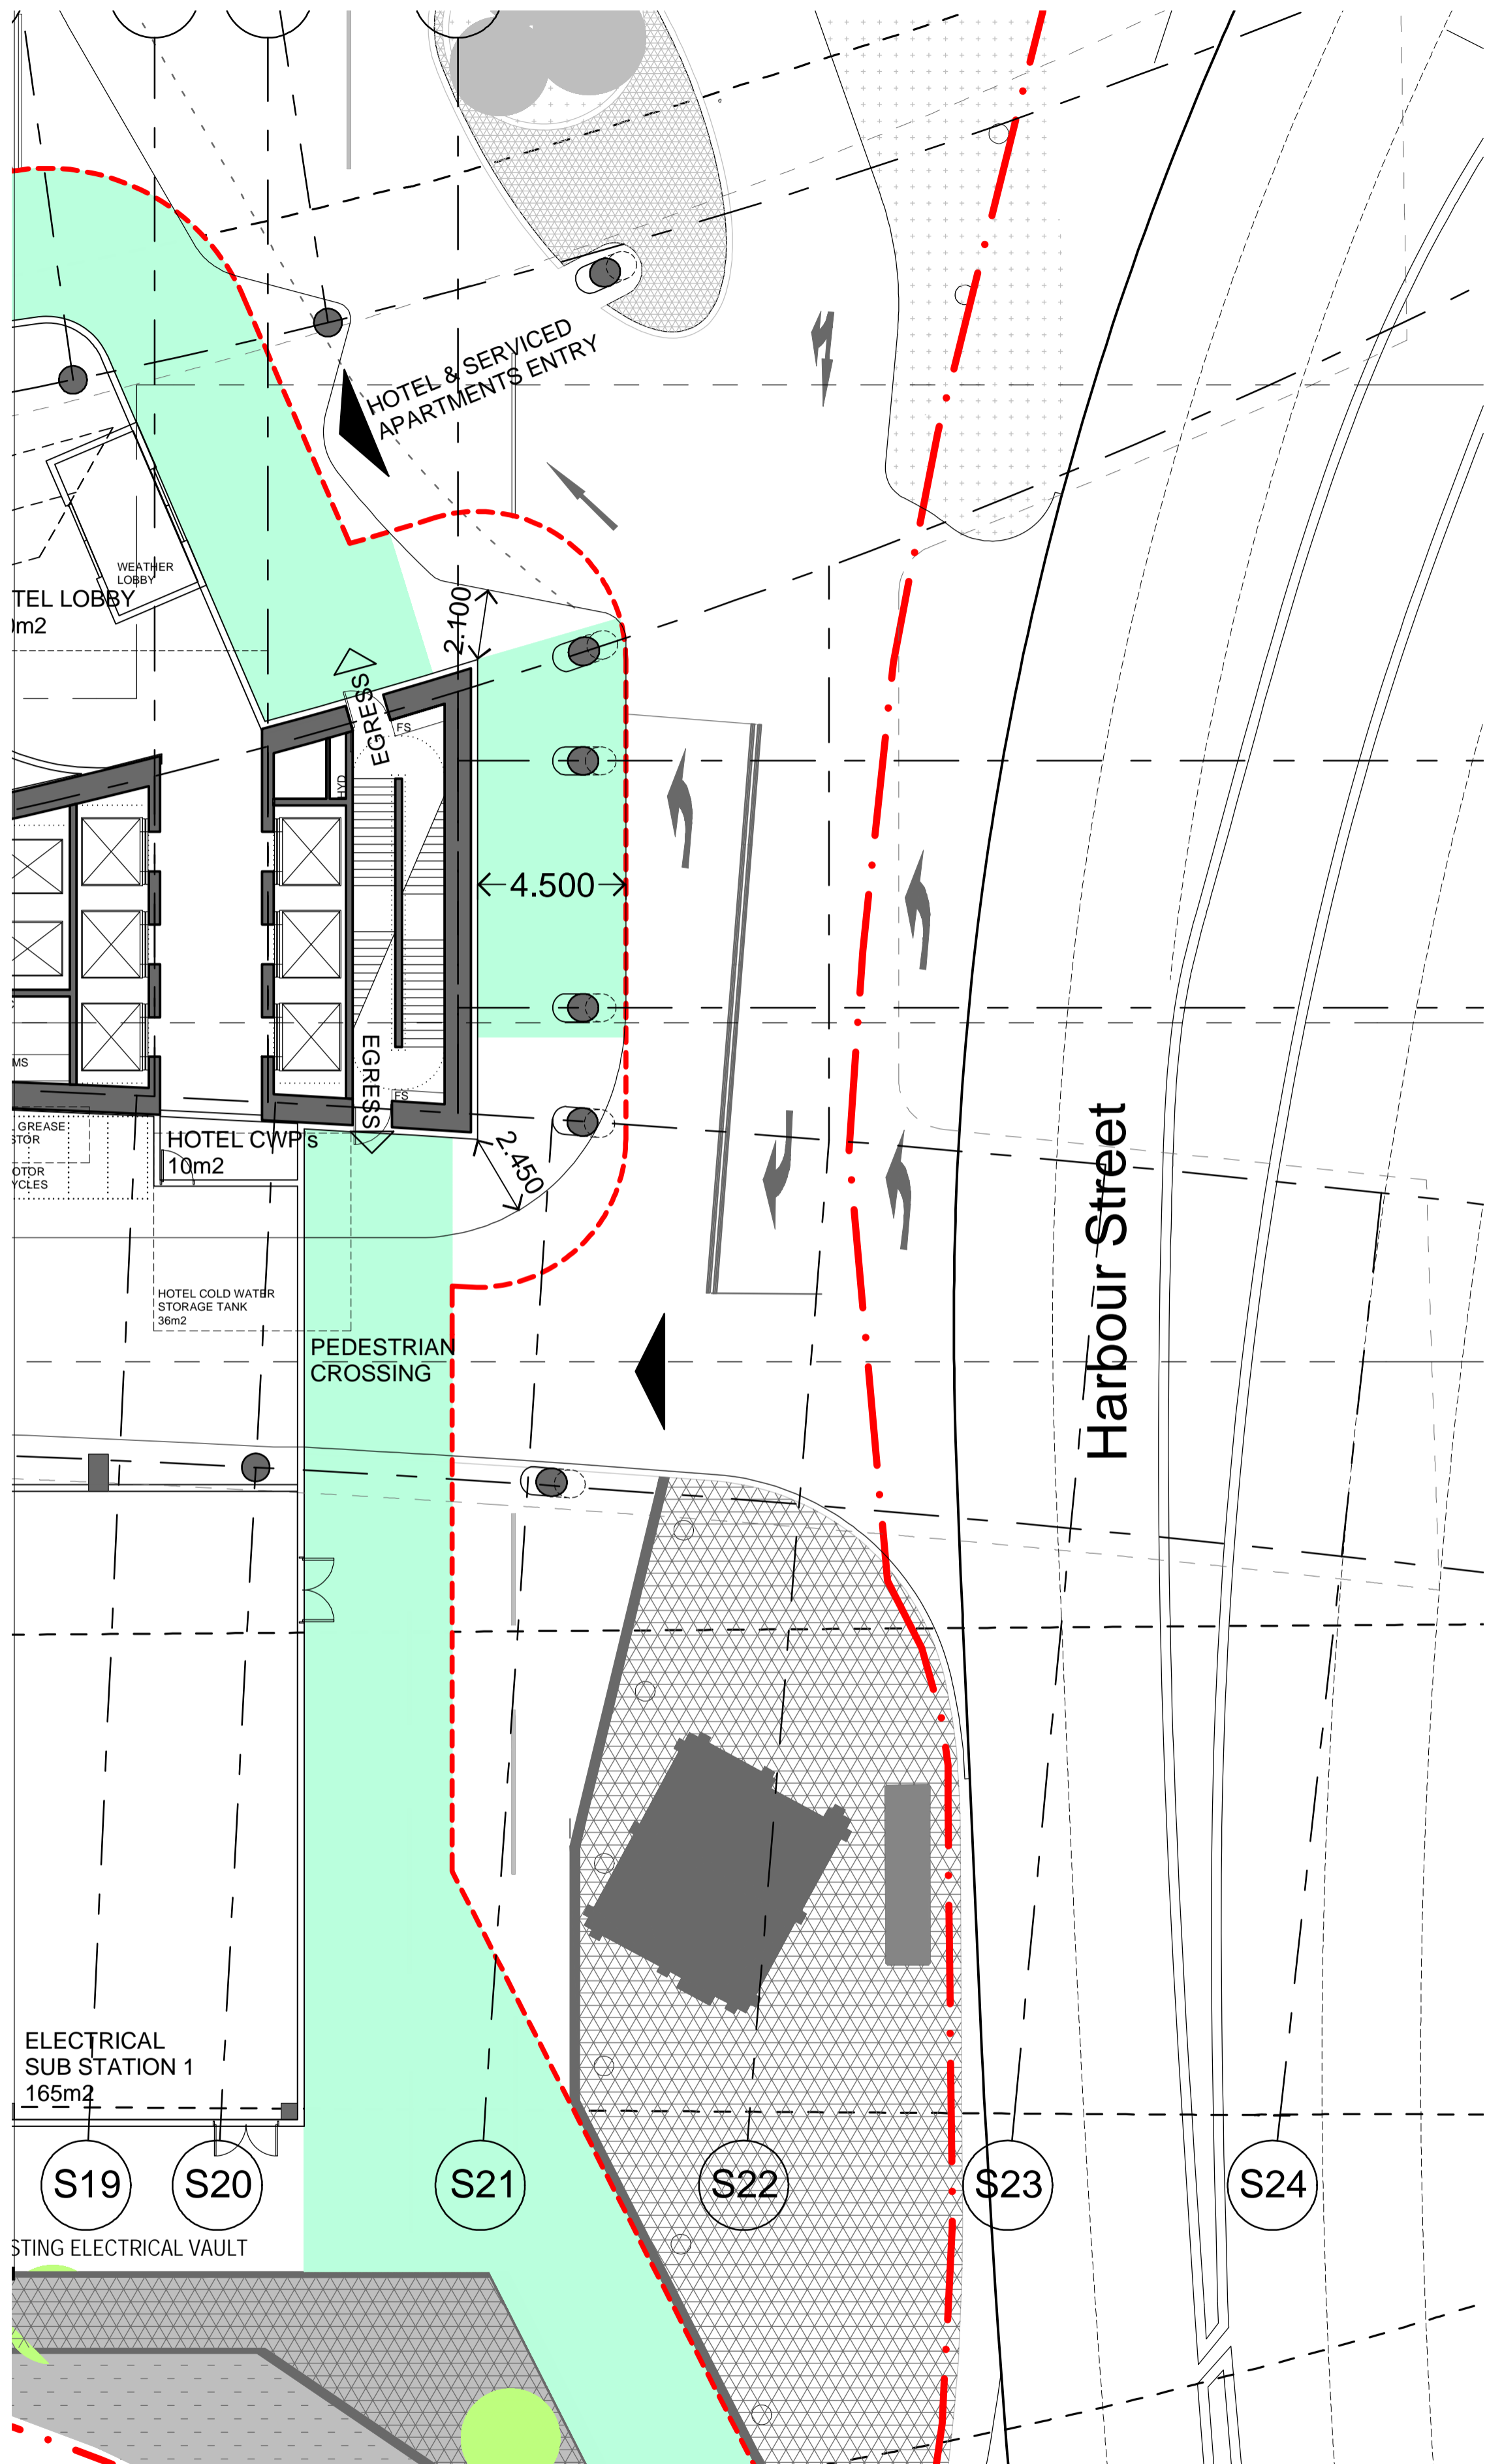 HOTEL & SERVICED
APARTMENTS ENTRY
WEATHER
LOBBY
TEL LOBBY
m2
2.100
EGRESS
FS
HYD
4.500
EGRESS
FS
MS
GREASE
STOR
OTOR
YCLES
HOTEL CWP's
10m2
2.450
HOTEL COLD WATER
STORAGE TANK
36m2
PEDESTRIAN
CROSSING
Harbour Street
ELECTRICAL
SUB STATION 1
165m2
S19
S20
S21
S22
S23
S24
STING ELECTRICAL VAULT